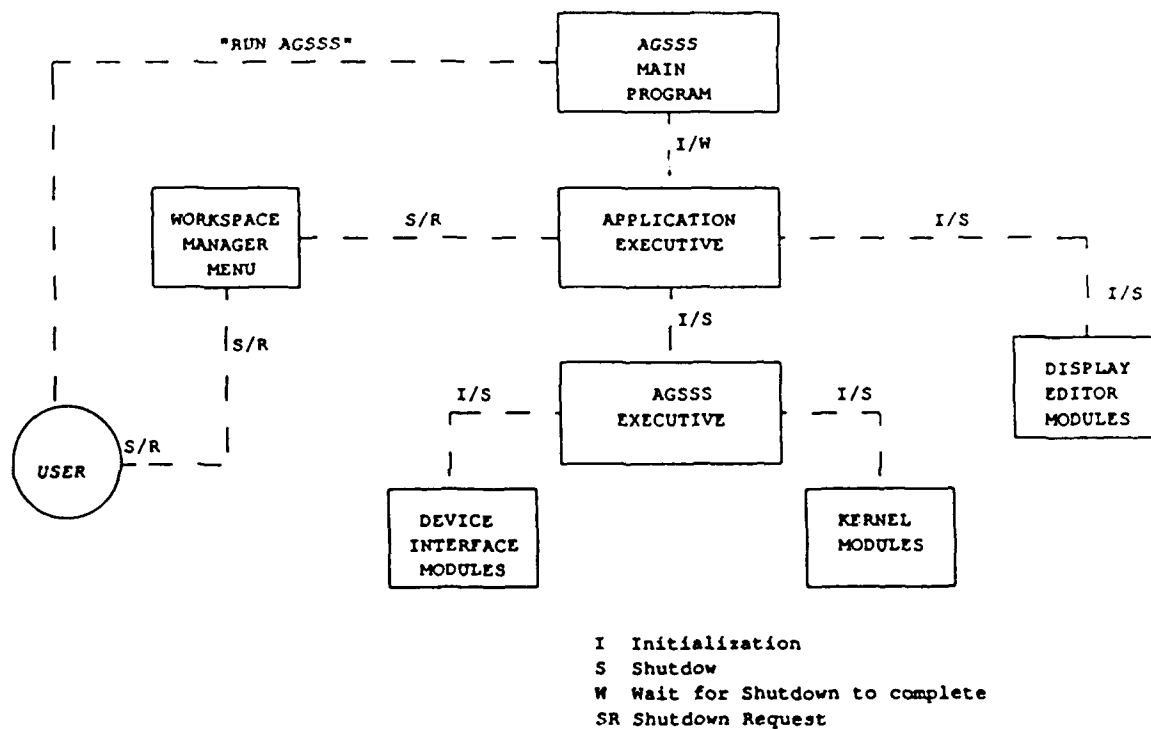 "RUN AGSSS"
AGSSS
MAIN
PROGRAM
I/W
WORKSPACE
MANAGER
MENU
S/R
APPLICATION
EXECUTIVE
I/S
I/S
S/R
I/S
DISPLAY
EDITOR
MODULES
I/S
AGSSS
EXECUTIVE
I/S
USER
S/R
DEVICE
INTERFACE
MODULES
KERNEL
MODULES
I Initialization
S Shutdow
W Wait for Shutdown to complete
SR Shutdown Request